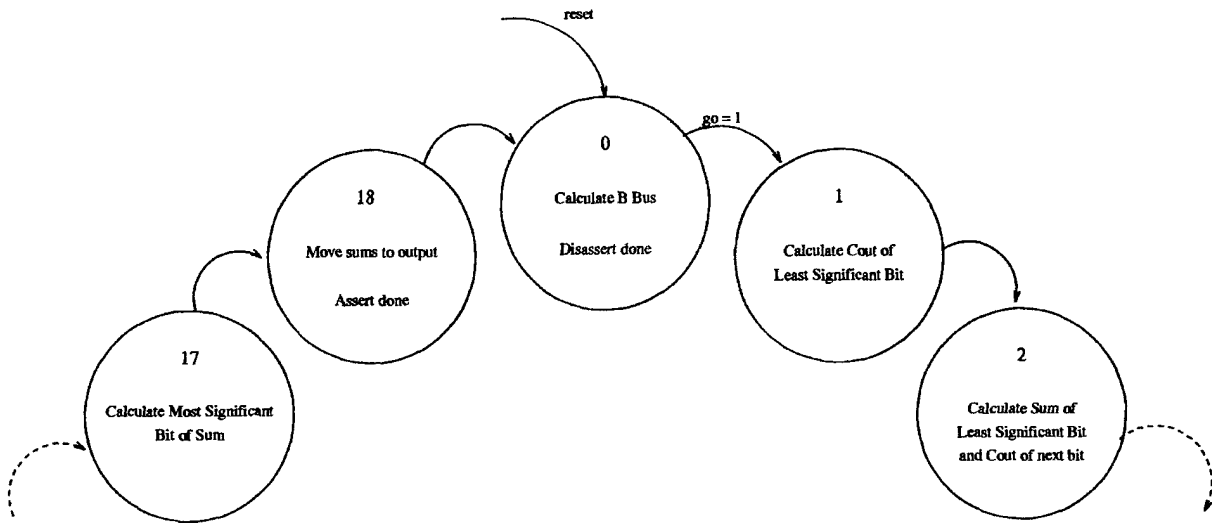 reset
go = 1
0
Calculate B Bus
Disassert done
18
Move sums to output
Assert done
1
Calculate Cout of
Least Significant Bit
17
Calculate Most Significant
Bit of Sum
2
Calculate Sum of
Least Significant Bit
and Cout of next bit